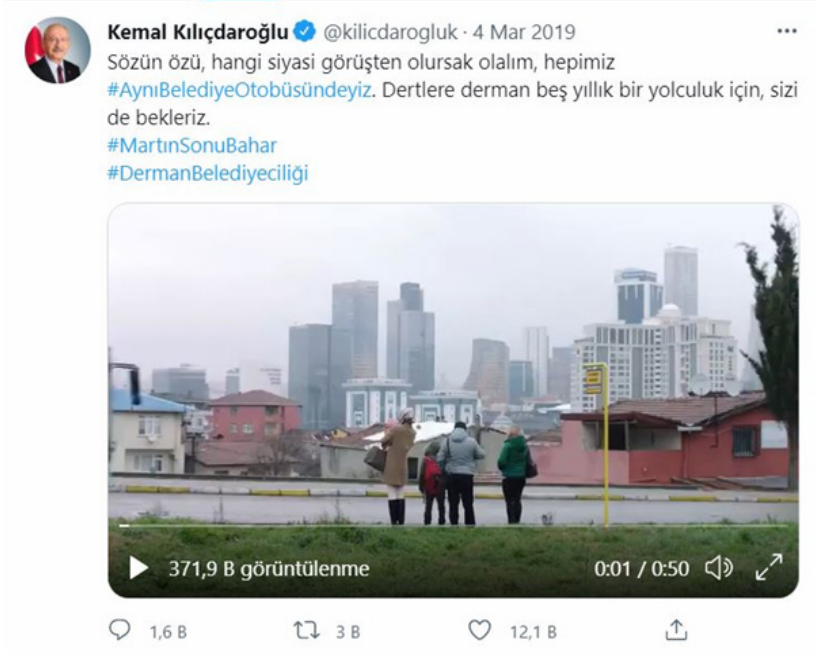 Kemal Kılıçdaroğlu @kilicdarogluk · 4 Mar 2019
Sözün özü, hangi siyasi görüşten olursak olalım, hepimiz
#AynıBelediyeOtobüsündeyiz. Dertlere derman beş yıllık bir yolculuk için, sizi
de bekleriz.
#MartınSonuBahar
#DermanBelediyeciliği
371,9 B görüntülenme
0:01 / 0:50
1,6 B
3 B
12,1 B